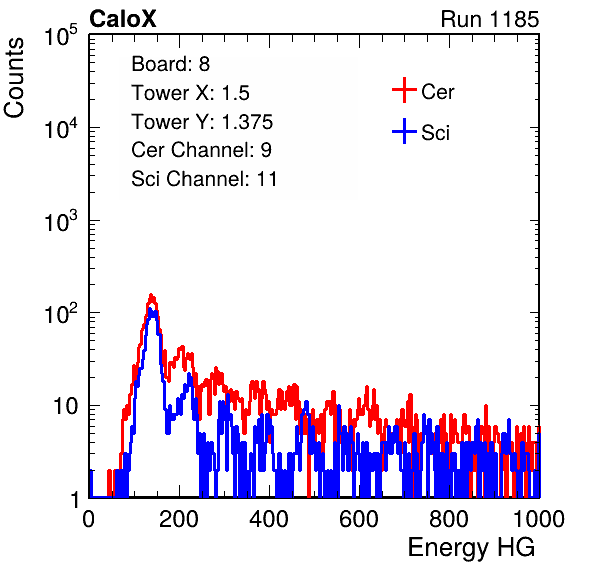 CaloX Run 1185
Counts
Board: 8
Tower X: 1.5
Tower Y: 1.375
Cer Channel: 9
Sci Channel: 11
Cer
Sci
10^5
10^4
10^3
10^2
10
1
0 200 400 600 800 1000
Energy HG